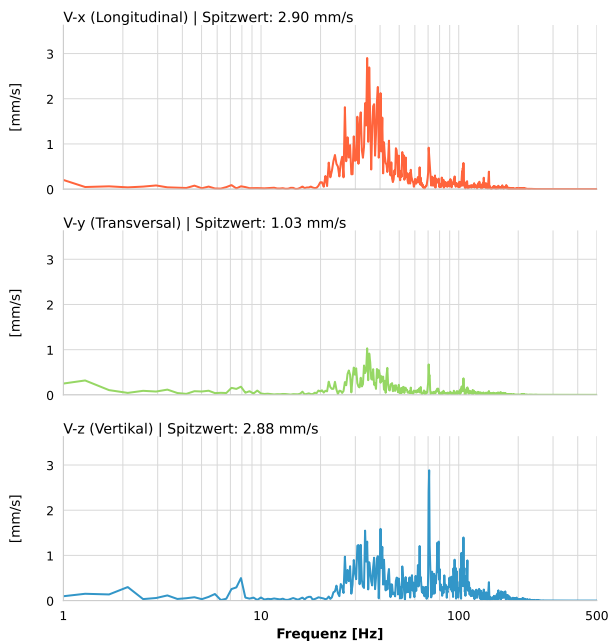 V-x (Longitudinal) | Spitzwert: 2.90 mm/s
3
2
1
0
[mm/s]
V-y (Transversal) | Spitzwert: 1.03 mm/s
3
2
1
0
[mm/s]
V-z (Vertikal) | Spitzwert: 2.88 mm/s
3
2
1
0
[mm/s]
1 10 100 500
Frequenz [Hz]